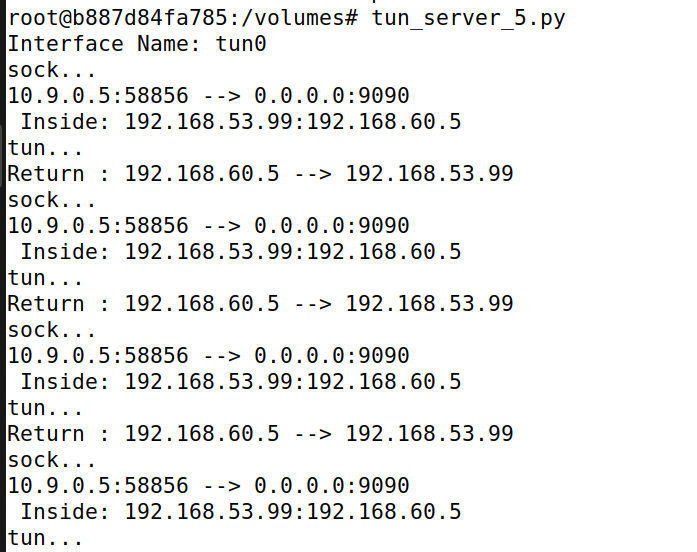 root@b887d84fa785:/volumes# tun_server_5.py
Interface Name: tun0
sock...
10.9.0.5:58856 --> 0.0.0.0:9090
 Inside: 192.168.53.99:192.168.60.5
tun...
Return : 192.168.60.5 --> 192.168.53.99
sock...
10.9.0.5:58856 --> 0.0.0.0:9090
 Inside: 192.168.53.99:192.168.60.5
tun...
Return : 192.168.60.5 --> 192.168.53.99
sock...
10.9.0.5:58856 --> 0.0.0.0:9090
 Inside: 192.168.53.99:192.168.60.5
tun...
Return : 192.168.60.5 --> 192.168.53.99
sock...
10.9.0.5:58856 --> 0.0.0.0:9090
 Inside: 192.168.53.99:192.168.60.5
tun...